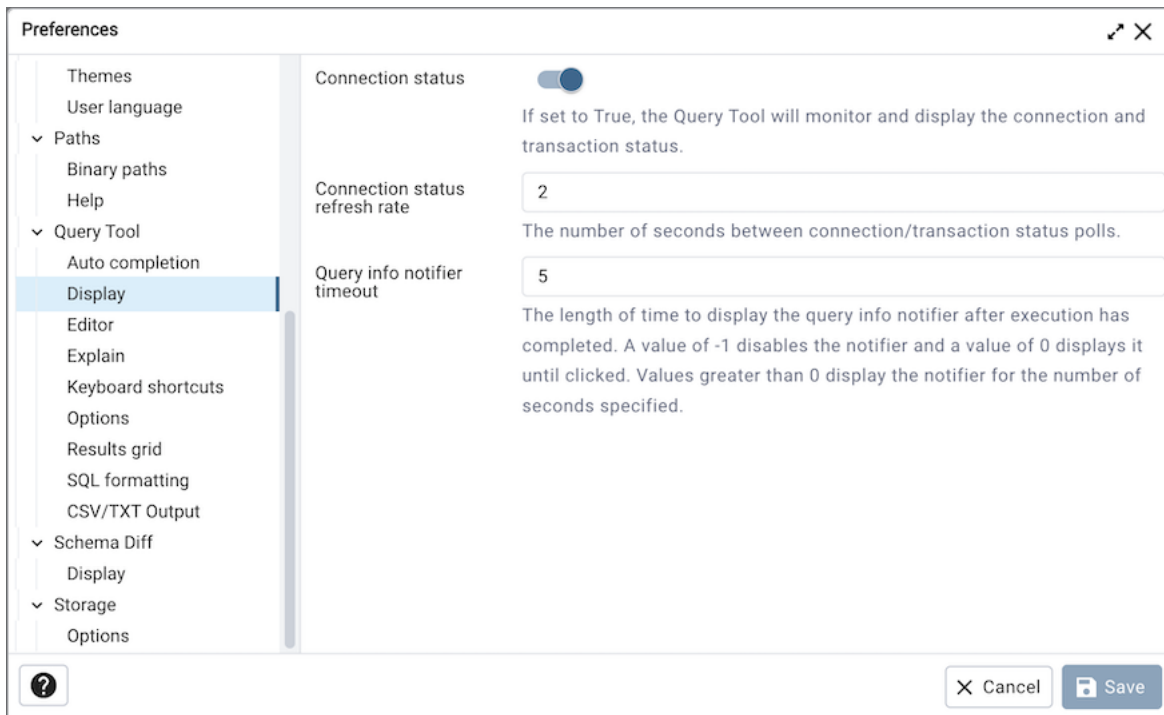 Preferences
Themes
User language
Paths
Binary paths
Help
Query Tool
Auto completion
Display
Editor
Explain
Keyboard shortcuts
Options
Results grid
SQL formatting
CSV/TXT Output
Schema Diff
Display
Storage
Options
Connection status
If set to True, the Query Tool will monitor and display the connection and
transaction status.
Connection status
refresh rate
2
The number of seconds between connection/transaction status polls.
Query info notifier
timeout
5
The length of time to display the query info notifier after execution has
completed. A value of -1 disables the notifier and a value of 0 displays it
until clicked. Values greater than 0 display the notifier for the number of
seconds specified.
?
Cancel
Save